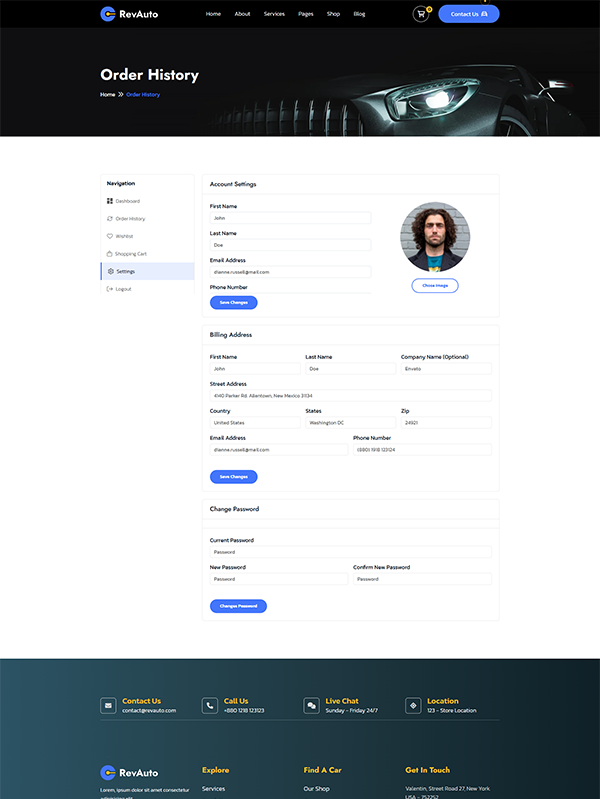 RevAuto
Home About Services Pages Shop Blog
0
Contact Us
Order History
Home Order History
Navigation
Dashboard
Order History
Wishlist
Shopping Cart
Settings
Logout
Account Settings
First Name
John
Last Name
Doe
Email Address
dianne.russell@mail.com
Phone Number
Save Changes
Chose Image
Billing Address
First Name Last Name Company Name (Optional)
John Doe Envato
Street Address
4140 Parker Rd. Allentown, New Mexico 31134
Country States Zip
United States Washington DC 24921
Email Address Phone Number
dianne.russell@mail.com (880) 1918 123124
Save Changes
Change Password
Current Password
Password
New Password Confirm New Password
Password Password
Changes Password
Contact Us
contact@revauto.com
Call Us
+880 1218 123123
Live Chat
Sunday - Friday 24/7
Location
123 - Store Location
RevAuto
Lorem, ipsum dolor sit amet consectetur
adipisicing elit.
Explore
Services
Find A Car
Our Shop
Get In Touch
Valentin, Street Road 27, New York
USA - 752252